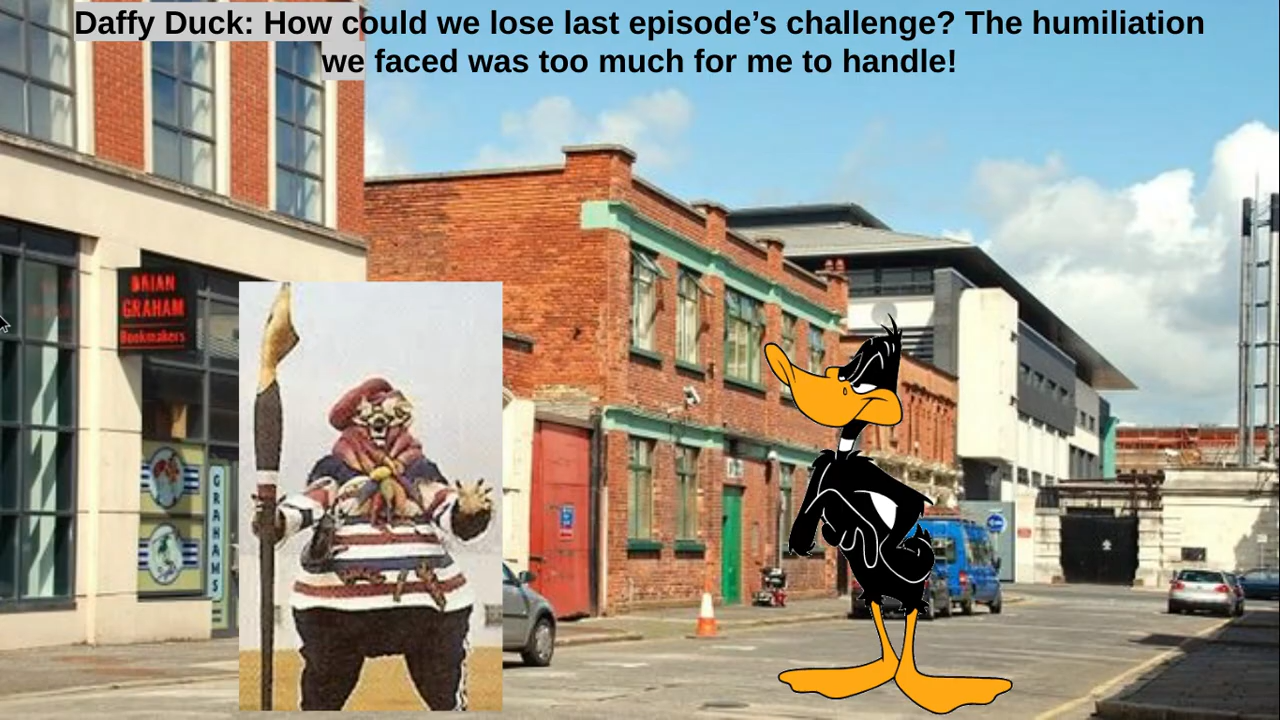 Daffy Duck: How could we lose last episode’s challenge? The humiliation
we faced was too much for me to handle!
BRIAN
GRAHAM
Bookmakers
GRAHAMS